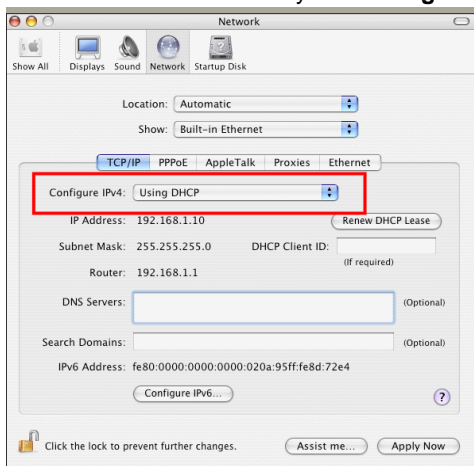 Network
Show All Displays Sound Network Startup Disk
Location: Automatic
Show: Built-in Ethernet
TCP/IP PPPoE AppleTalk Proxies Ethernet
Configure IPv4: Using DHCP
IP Address: 192.168.1.10 Renew DHCP Lease
Subnet Mask: 255.255.255.0 DHCP Client ID:
(If required)
Router: 192.168.1.1
DNS Servers: (Optional)
Search Domains: (Optional)
IPv6 Address: fe80:0000:0000:0000:020a:95ff:fe8d:72e4
Configure IPv6...
?
Click the lock to prevent further changes. Assist me... Apply Now